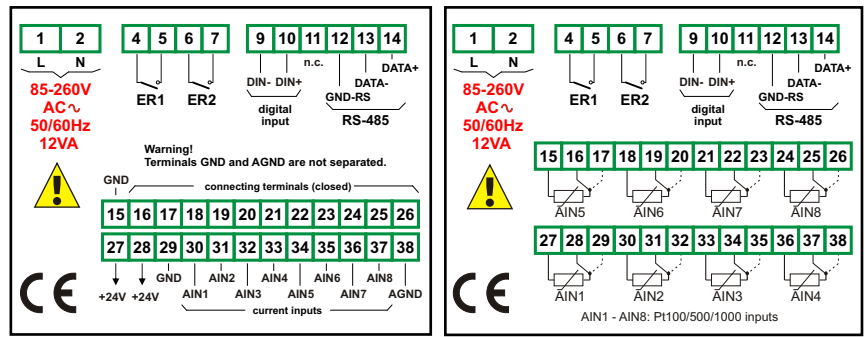 1 2 4 5 6 7 9 10 11 12 13 14
L N n.c. DATA+
85-260V DIN- DIN+ DATA-
AC∿ ER1 ER2 GND-RS
50/60Hz digital
12VA input RS-485
Warning!
Terminals GND and AGND are not separated.
GND connecting terminals (closed)
15 16 17 18 19 20 21 22 23 24 25 26
27 28 29 30 31 32 33 34 35 36 37 38
GND AIN2 AIN4 AIN6 AIN8
+24V +24V AIN1 AIN3 AIN5 AIN7 AGND
current inputs
CE
1 2 4 5 6 7 9 10 11 12 13 14
L N n.c. DATA+
85-260V DIN- DIN+ DATA-
AC∿ ER1 ER2 GND-RS
50/60Hz digital
12VA input RS-485
15 16 17 18 19 20 21 22 23 24 25 26
AIN5 AIN6 AIN7 AIN8
27 28 29 30 31 32 33 34 35 36 37 38
AIN1 AIN2 AIN3 AIN4
AIN1 - AIN8: Pt100/500/1000 inputs
CE